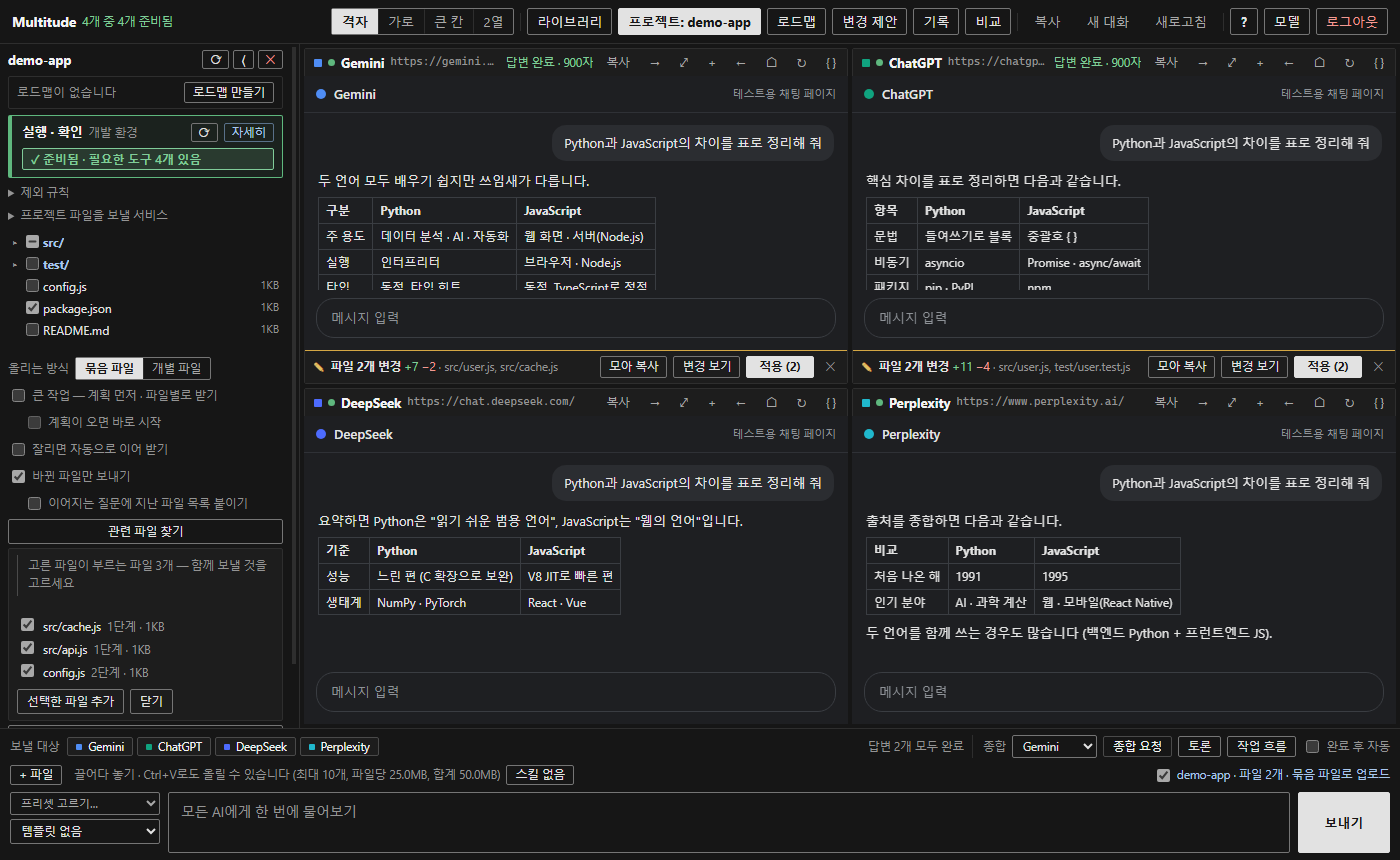 Multitude 4개 중 4개 준비됨
격자 가로 큰 칸 2열 라이브러리 프로젝트: demo-app 로드맵 변경 제안 기록 비교 복사 새 대화 새로고침 ? 모델 로그아웃
demo-app
로드맵이 없습니다 로드맵 만들기
실행 · 확인 개발 환경 자세히
✓ 준비됨 · 필요한 도구 4개 있음
▸ 제외 규칙
▸ 프로젝트 파일을 보낼 서비스
src/
test/
config.js 1KB
package.json 1KB
README.md 1KB
올리는 방식 묶음 파일 개별 파일
큰 작업 — 계획 먼저 · 파일별로 받기
계획이 오면 바로 시작
잘리면 자동으로 이어 받기
바뀐 파일만 보내기
이어지는 질문에 지난 파일 목록 붙이기
관련 파일 찾기
고른 파일이 부르는 파일 3개 — 함께 보낼 것을
고르세요
src/cache.js 1단계 · 1KB
src/api.js 1단계 · 1KB
config.js 2단계 · 1KB
선택한 파일 추가 닫기
Gemini https://gemini.… 답변 완료 · 900자 복사 → ⤢ + ← ↻ {}
Gemini 테스트용 채팅 페이지
Python과 JavaScript의 차이를 표로 정리해 줘
두 언어 모두 배우기 쉽지만 쓰임새가 다릅니다.
구분 Python JavaScript
주 용도 데이터 분석 · AI · 자동화 웹 화면 · 서버(Node.js)
실행 인터프리터 브라우저 · Node.js
타입 동적, 타입 힌트 동적, TypeScript로 정적
메시지 입력
파일 2개 변경 +7 −2 · src/user.js, src/cache.js 모아 복사 변경 보기 적용 (2) ×
ChatGPT https://chatgp… 답변 완료 · 900자 복사 → ⤢ + ← ↻ {}
ChatGPT 테스트용 채팅 페이지
Python과 JavaScript의 차이를 표로 정리해 줘
핵심 차이를 표로 정리하면 다음과 같습니다.
항목 Python JavaScript
문법 들여쓰기로 블록 중괄호 { }
비동기 asyncio Promise · async/await
패키지 pip · PyPI npm
메시지 입력
파일 2개 변경 +11 −4 · src/user.js, test/user.test.js 모아 복사 변경 보기 적용 (2) ×
DeepSeek https://chat.deepseek.com/ 복사 → ⤢ + ← ↻ {}
DeepSeek 테스트용 채팅 페이지
Python과 JavaScript의 차이를 표로 정리해 줘
요약하면 Python은 "읽기 쉬운 범용 언어", JavaScript는 "웹의 언어"입니다.
기준 Python JavaScript
성능 느린 편 (C 확장으로 보완) V8 JIT로 빠른 편
생태계 NumPy · PyTorch React · Vue
메시지 입력
Perplexity https://www.perplexity.ai/ 복사 → ⤢ + ← ↻ {}
Perplexity 테스트용 채팅 페이지
Python과 JavaScript의 차이를 표로 정리해 줘
출처를 종합하면 다음과 같습니다.
비교 Python JavaScript
처음 나온 해 1991 1995
인기 분야 AI · 과학 계산 웹 · 모바일(React Native)
두 언어를 함께 쓰는 경우도 많습니다 (백엔드 Python + 프런트엔드 JS).
메시지 입력
보낼 대상 Gemini ChatGPT DeepSeek Perplexity 답변 2개 모두 완료 종합 Gemini 종합 요청 토론 작업 흐름 완료 후 자동
+ 파일 끌어다 놓기 · Ctrl+V로도 올릴 수 있습니다 (최대 10개, 파일당 25.0MB, 합계 50.0MB) 스킬 없음 demo-app · 파일 2개 · 묶음 파일로 업로드
프리셋 고르기...
템플릿 없음
모든 AI에게 한 번에 물어보기
보내기